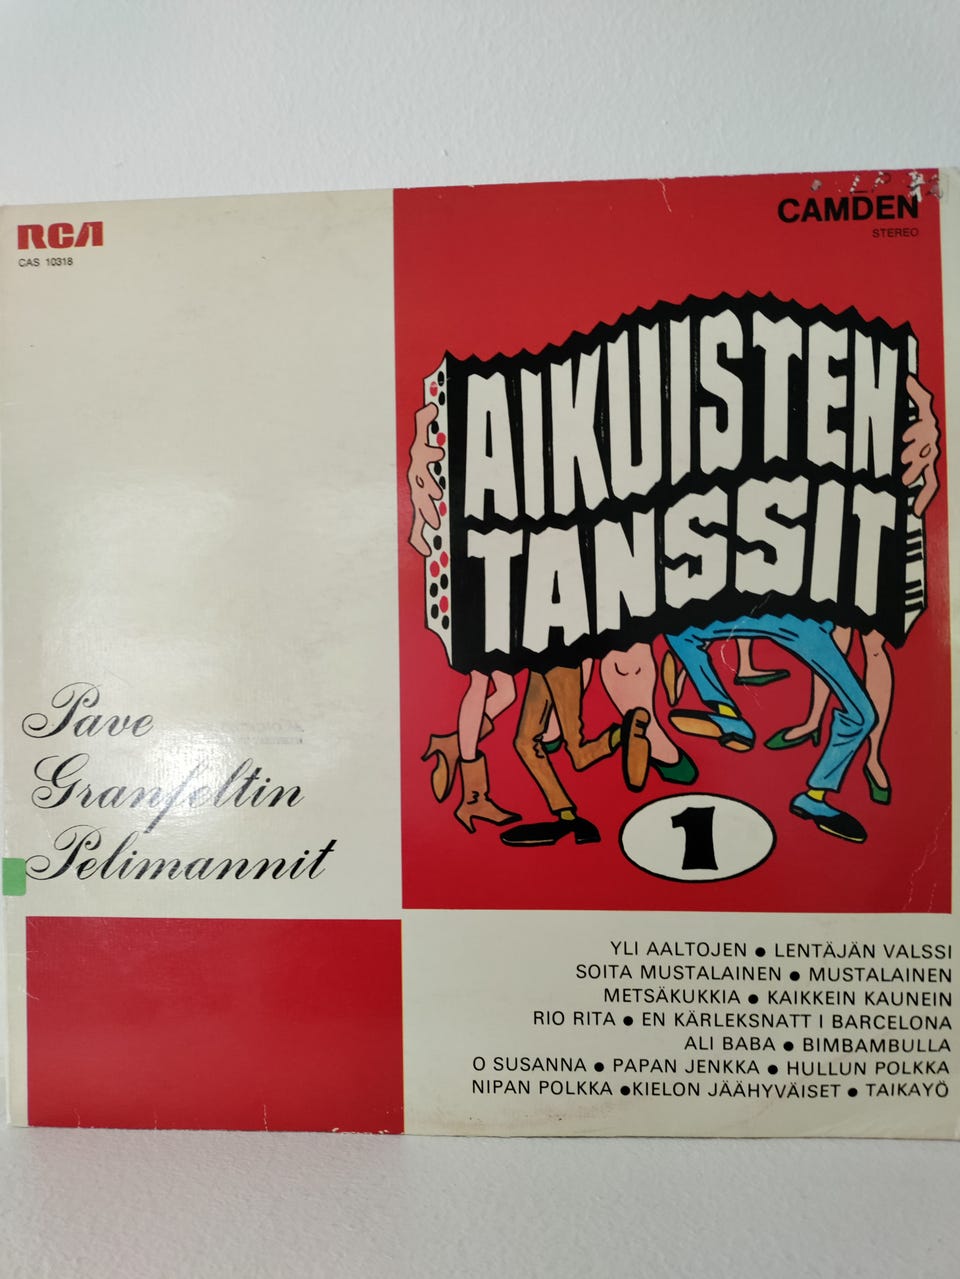 RCA
CAS 10318
CAMDEN
STEREO
AIKUISTEN
TANSSIT
1
Pave
Granfeltin
Pelimannit
YLI AALTOJEN ● LENTÄJÄN VALSSI
SOITA MUSTALAINEN ● MUSTALAINEN
METSÄKUKKIA ● KAIKKEIN KAUNEIN
RIO RITA ● EN KÄRLEKSNATT I BARCELONA
ALI BABA ● BIMBAMBULLA
O SUSANNA ● PAPAN JENKKA ● HULLUN POLKKA
NIPAN POLKKA ●KIELON JÄÄHYVÄISET ● TAIKAYÖ